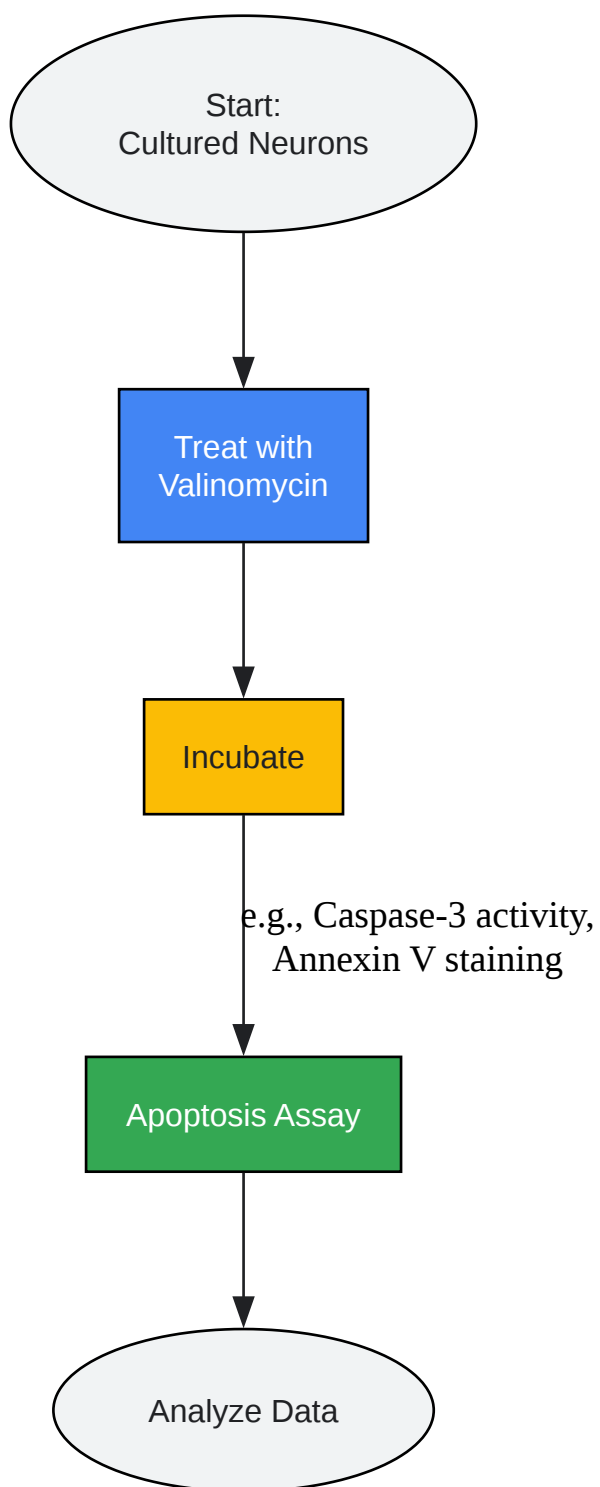 Start:
Cultured Neurons
Treat with
Valinomycin
Incubate
e.g., Caspase-3 activity,
Annexin V staining
Apoptosis Assay
Analyze Data